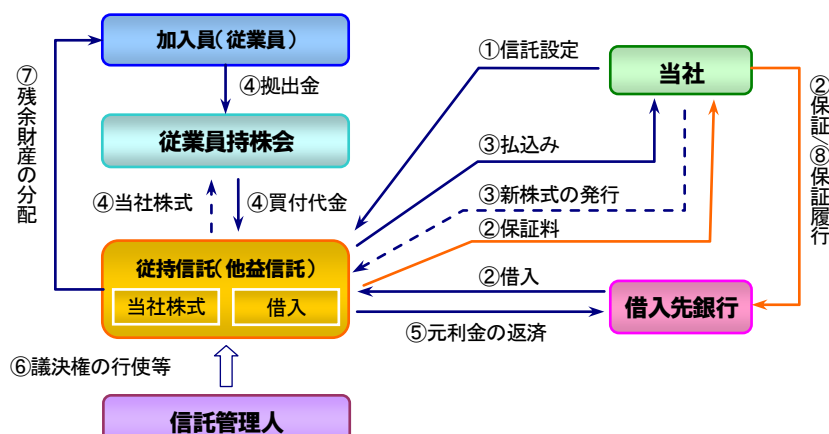 加入員（従業員）
①信託設定
当社
④拠出金
⑦残余財産の分配
②保証/⑧保証履行
従業員持株会
③払込み
④当社株式
④買付代金
③新株式の発行
②保証料
従持信託（他益信託）
当社株式
借入
②借入
借入先銀行
⑤元利金の返済
⑥議決権の行使等
信託管理人